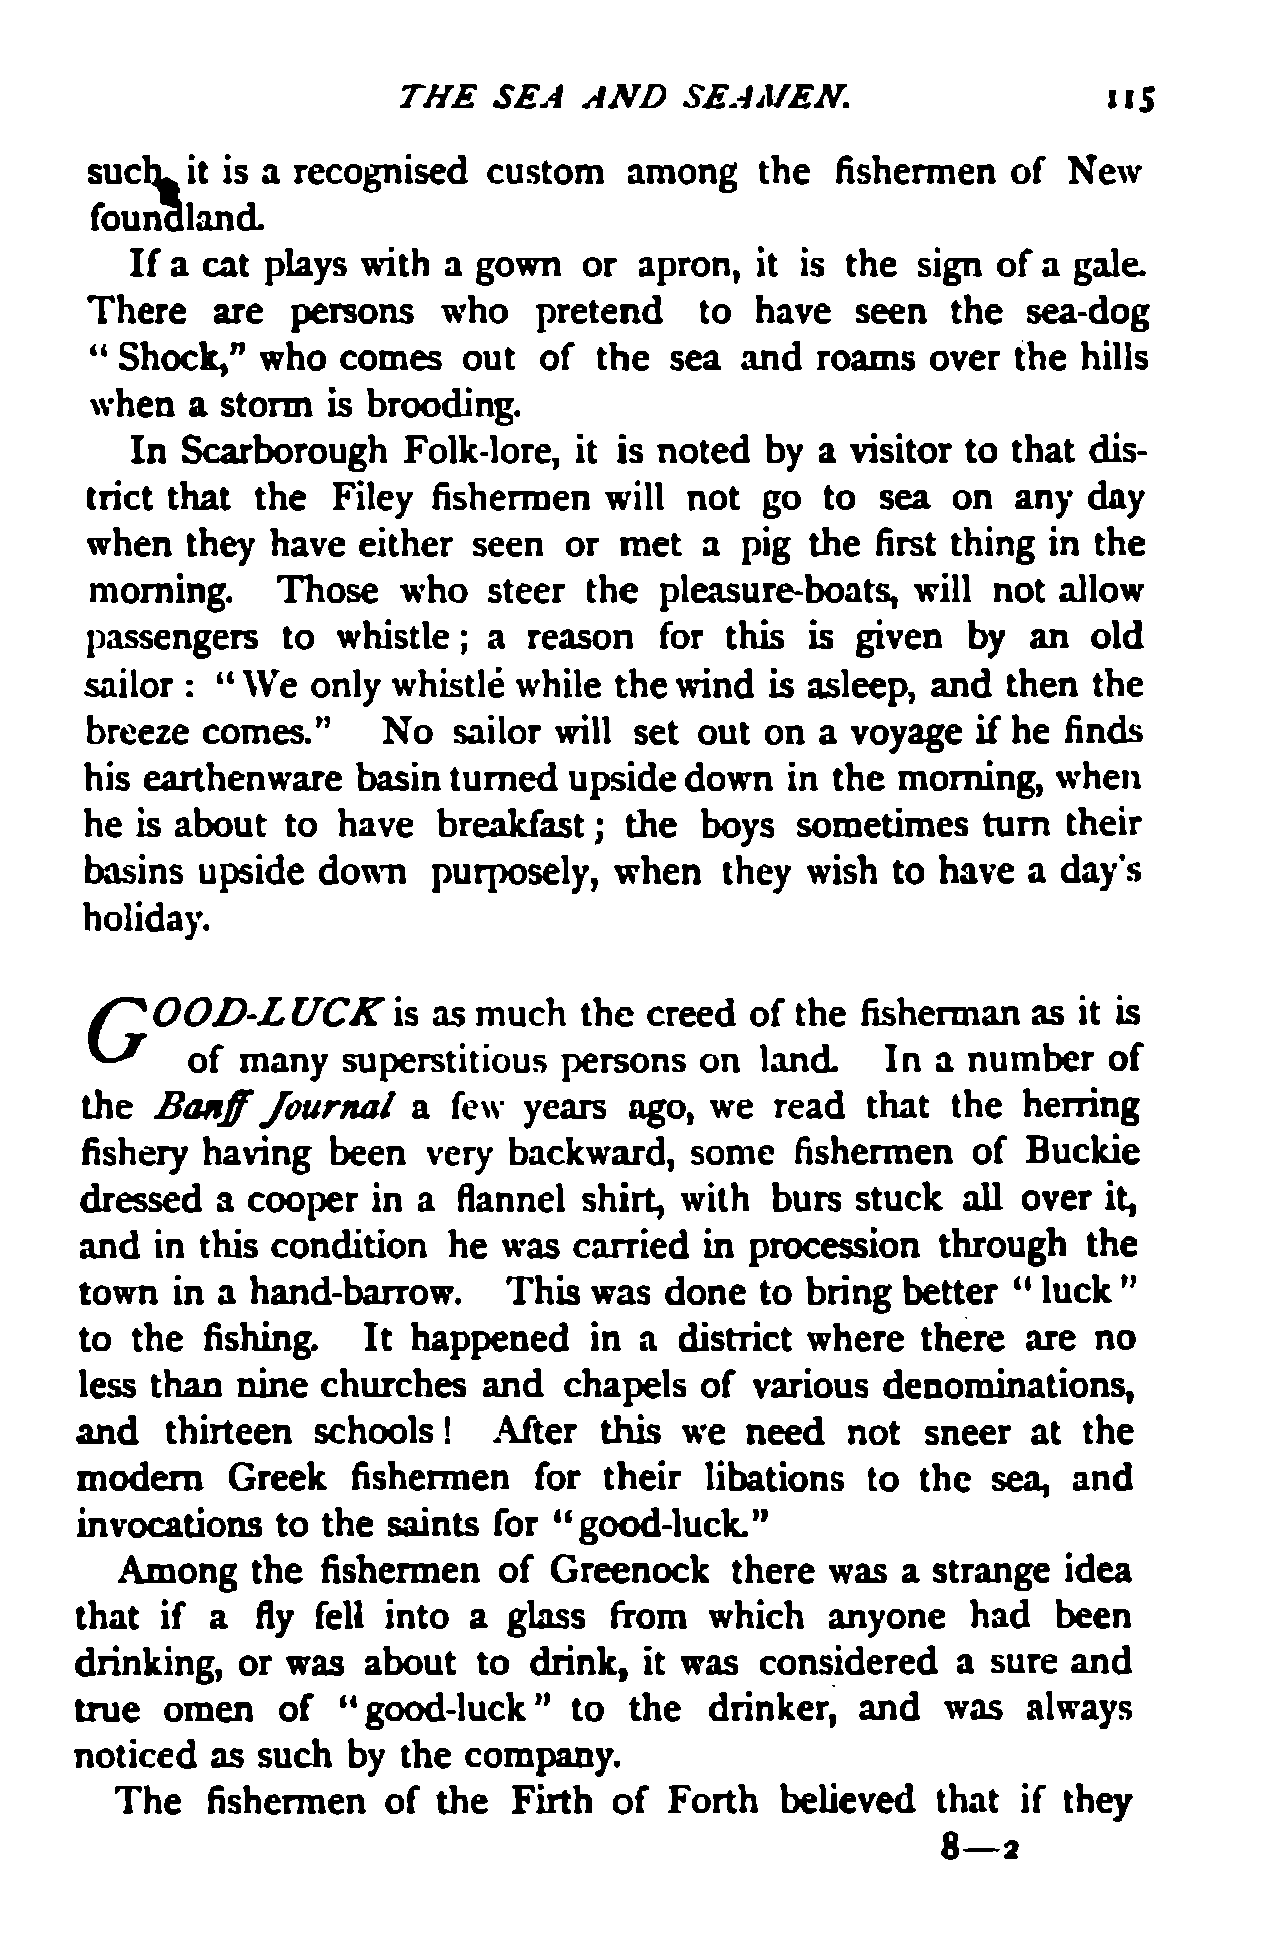 THE SEA AND SEAMEN. 115
such it is a recognised custom among the fishermen of New
foundland.
If a cat plays with a gown or apron, it is the sign of a gale.
There are persons who pretend to have seen the sea-dog
" Shock," who comes out of the sea and roams over the hills
when a storm is brooding.
In Scarborough Folk-lore, it is noted by a visitor to that dis-
trict that the Filey fishermen will not go to sea on any day
when they have either seen or met a pig the first thing in the
morning. Those who steer the pleasure-boats, will not allow
passengers to whistle ; a reason for this is given by an old
sailor : " We only whistle while the wind is asleep, and then the
breeze comes." No sailor will set out on a voyage if he finds
his earthenware basin turned upside down in the morning, when
he is about to have breakfast ; the boys sometimes turn their
basins upside down purposely, when they wish to have a day's
holiday.
GOOD-LUCK is as much the creed of the fisherman as it is
of many superstitious persons on land. In a number of
the Banff Journal a few years ago, we read that the herring
fishery having been very backward, some fishermen of Buckie
dressed a cooper in a flannel shirt, with burs stuck all over it,
and in this condition he was carried in procession through the
town in a hand-barrow. This was done to bring better " luck "
to the fishing. It happened in a district where there are no
less than nine churches and chapels of various denominations,
and thirteen schools ! After this we need not sneer at the
modern Greek fishermen for their libations to the sea, and
invocations to the saints for " good-luck."
Among the fishermen of Greenock there was a strange idea
that if a fly fell into a glass from which anyone had been
drinking, or was about to drink, it was considered a sure and
true omen of " good-luck " to the drinker, and was always
noticed as such by the company.
The fishermen of the Firth of Forth believed that if they
8—2